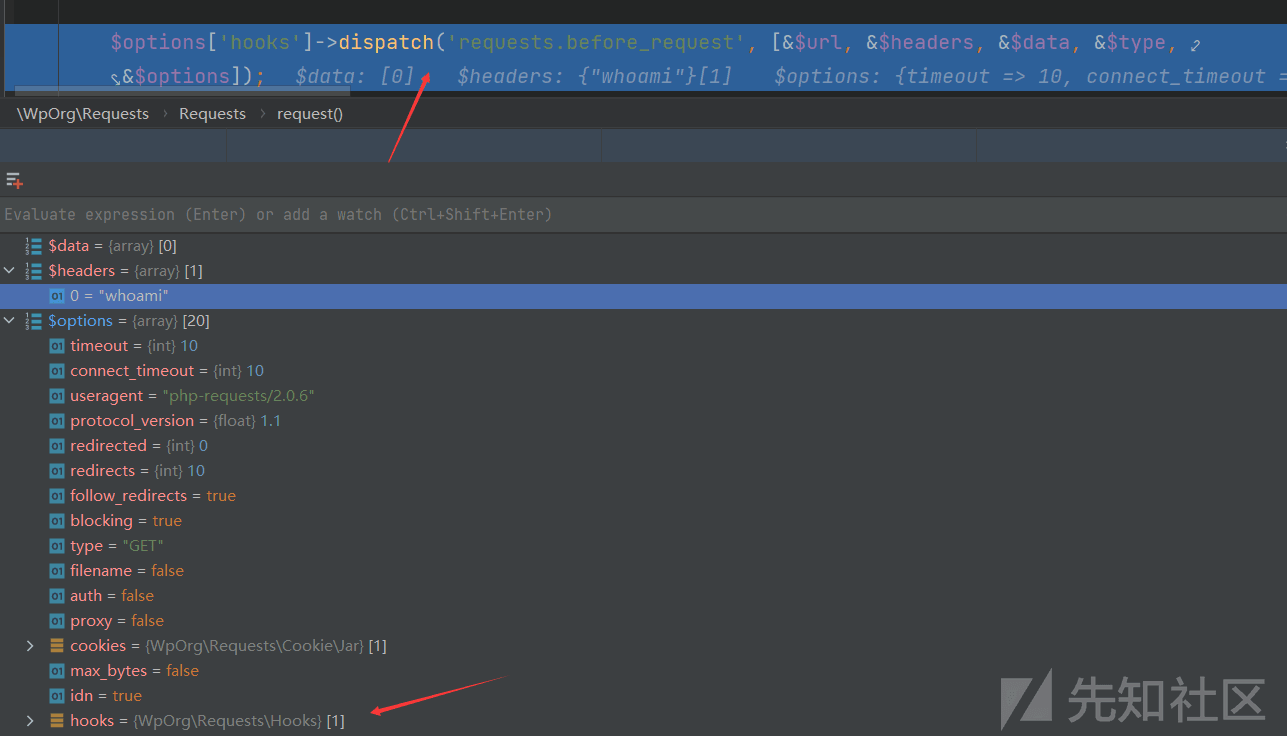 $options['hooks']->dispatch('requests.before_request', [&$url, &$headers, &$data, &$type,
&$options]); $data: [0] $headers: {"whoami"}[1] $options: {timeout => 10, connect_timeout =
\WpOrg\Requests > Requests > request()
Evaluate expression (Enter) or add a watch (Ctrl+Shift+Enter)
$data = {array} [0]
$headers = {array} [1]
0 = "whoami"
$options = {array} [20]
timeout = {int} 10
connect_timeout = {int} 10
useragent = "php-requests/2.0.6"
protocol_version = {float} 1.1
redirected = {int} 0
redirects = {int} 10
follow_redirects = true
blocking = true
type = "GET"
filename = false
auth = false
proxy = false
cookies = {WpOrg\Requests\Cookie\Jar} [1]
max_bytes = false
idn = true
hooks = {WpOrg\Requests\Hooks} [1]
先知社区